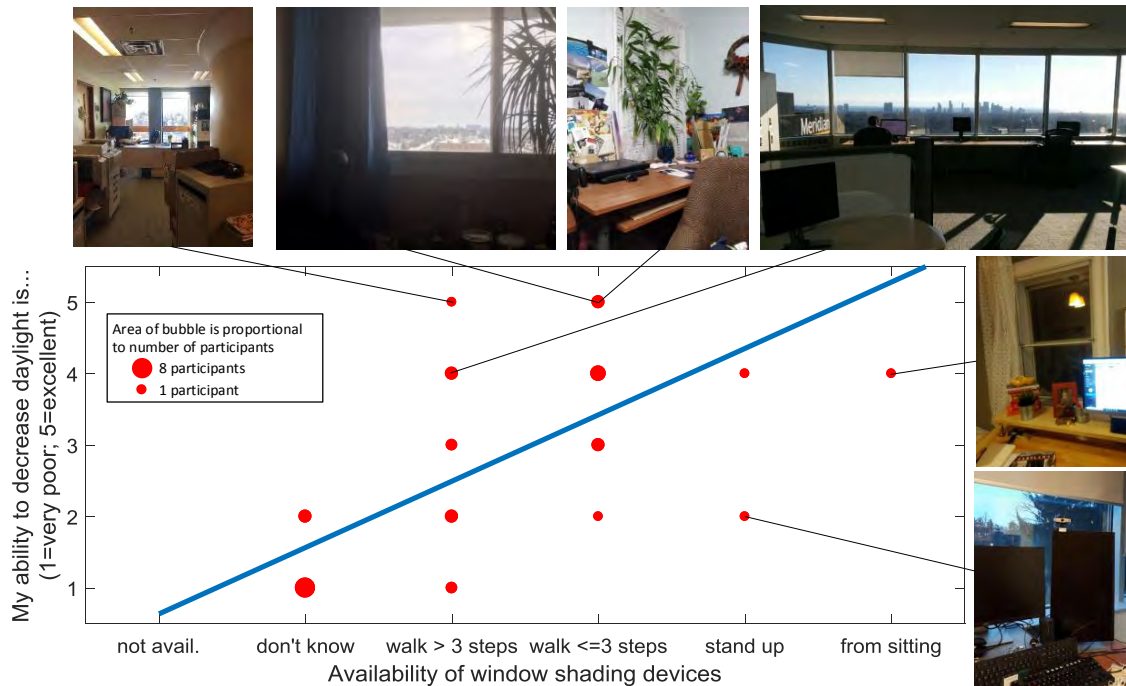 Meridian
My ability to decrease daylight is...
(1=very poor; 5=excellent)
5
4
3
2
1
Area of bubble is proportional
to number of participants
8 participants
1 participant
not avail.
don't know
walk > 3 steps
walk <=3 steps
stand up
from sitting
Availability of window shading devices